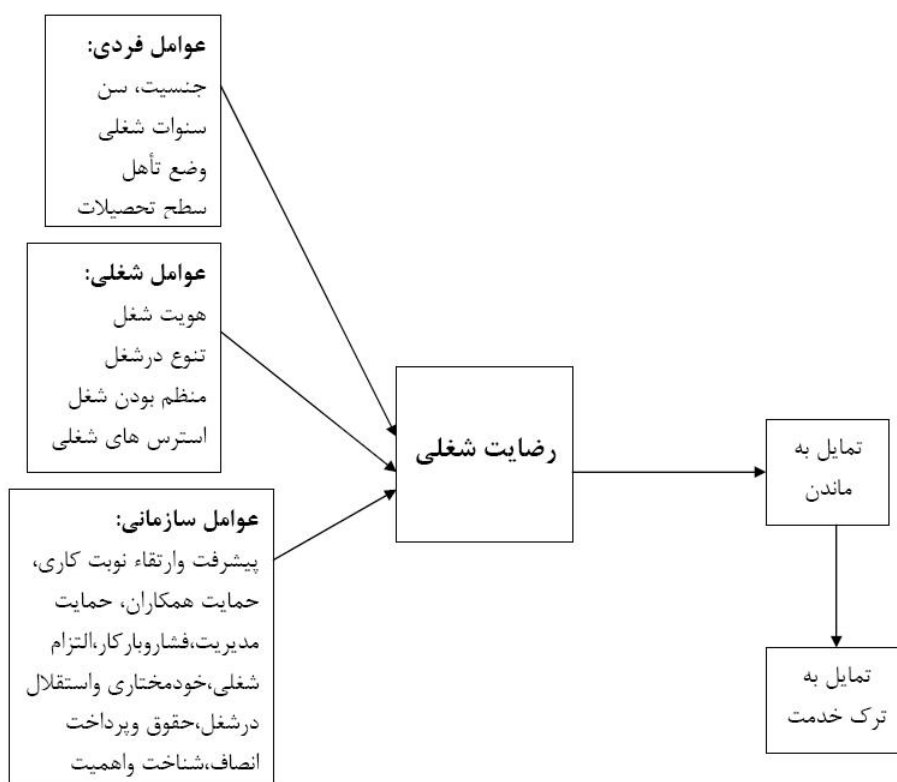 عوامل فردی:
جنسیت، سن
سنوات شغلی
وضع تأهل
سطح تحصیلات
عوامل شغلی:
هویت شغل
تنوع درشغل
منظم بودن شغل
استرس های شغلی
عوامل سازمانی:
پیشرفت وارتقاء نوبت کاری،
حمایت همکاران، حمایت
مدیریت،فشاروبارکار،التزام
شغلی،خودمختاری واستقلال
درشغل،حقوق وپرداخت
انصاف،شناخت واهمیت
رضایت شغلی
تمایل به
ماندن
تمایل به
ترک خدمت